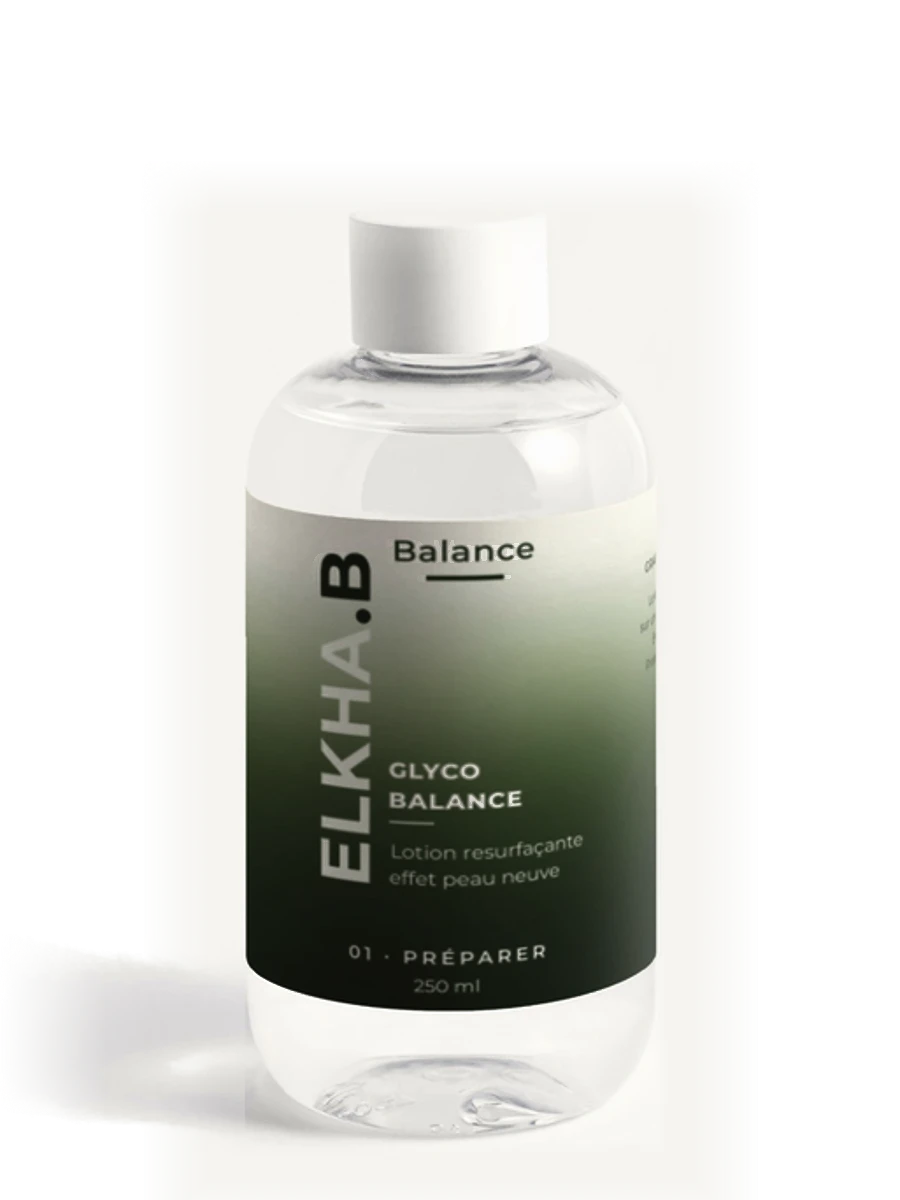 Balance
ELKHA.B
GLYCO
BALANCE
Lotion resurfaçante
effet peau neuve
01 · PRÉPARER
250 ml